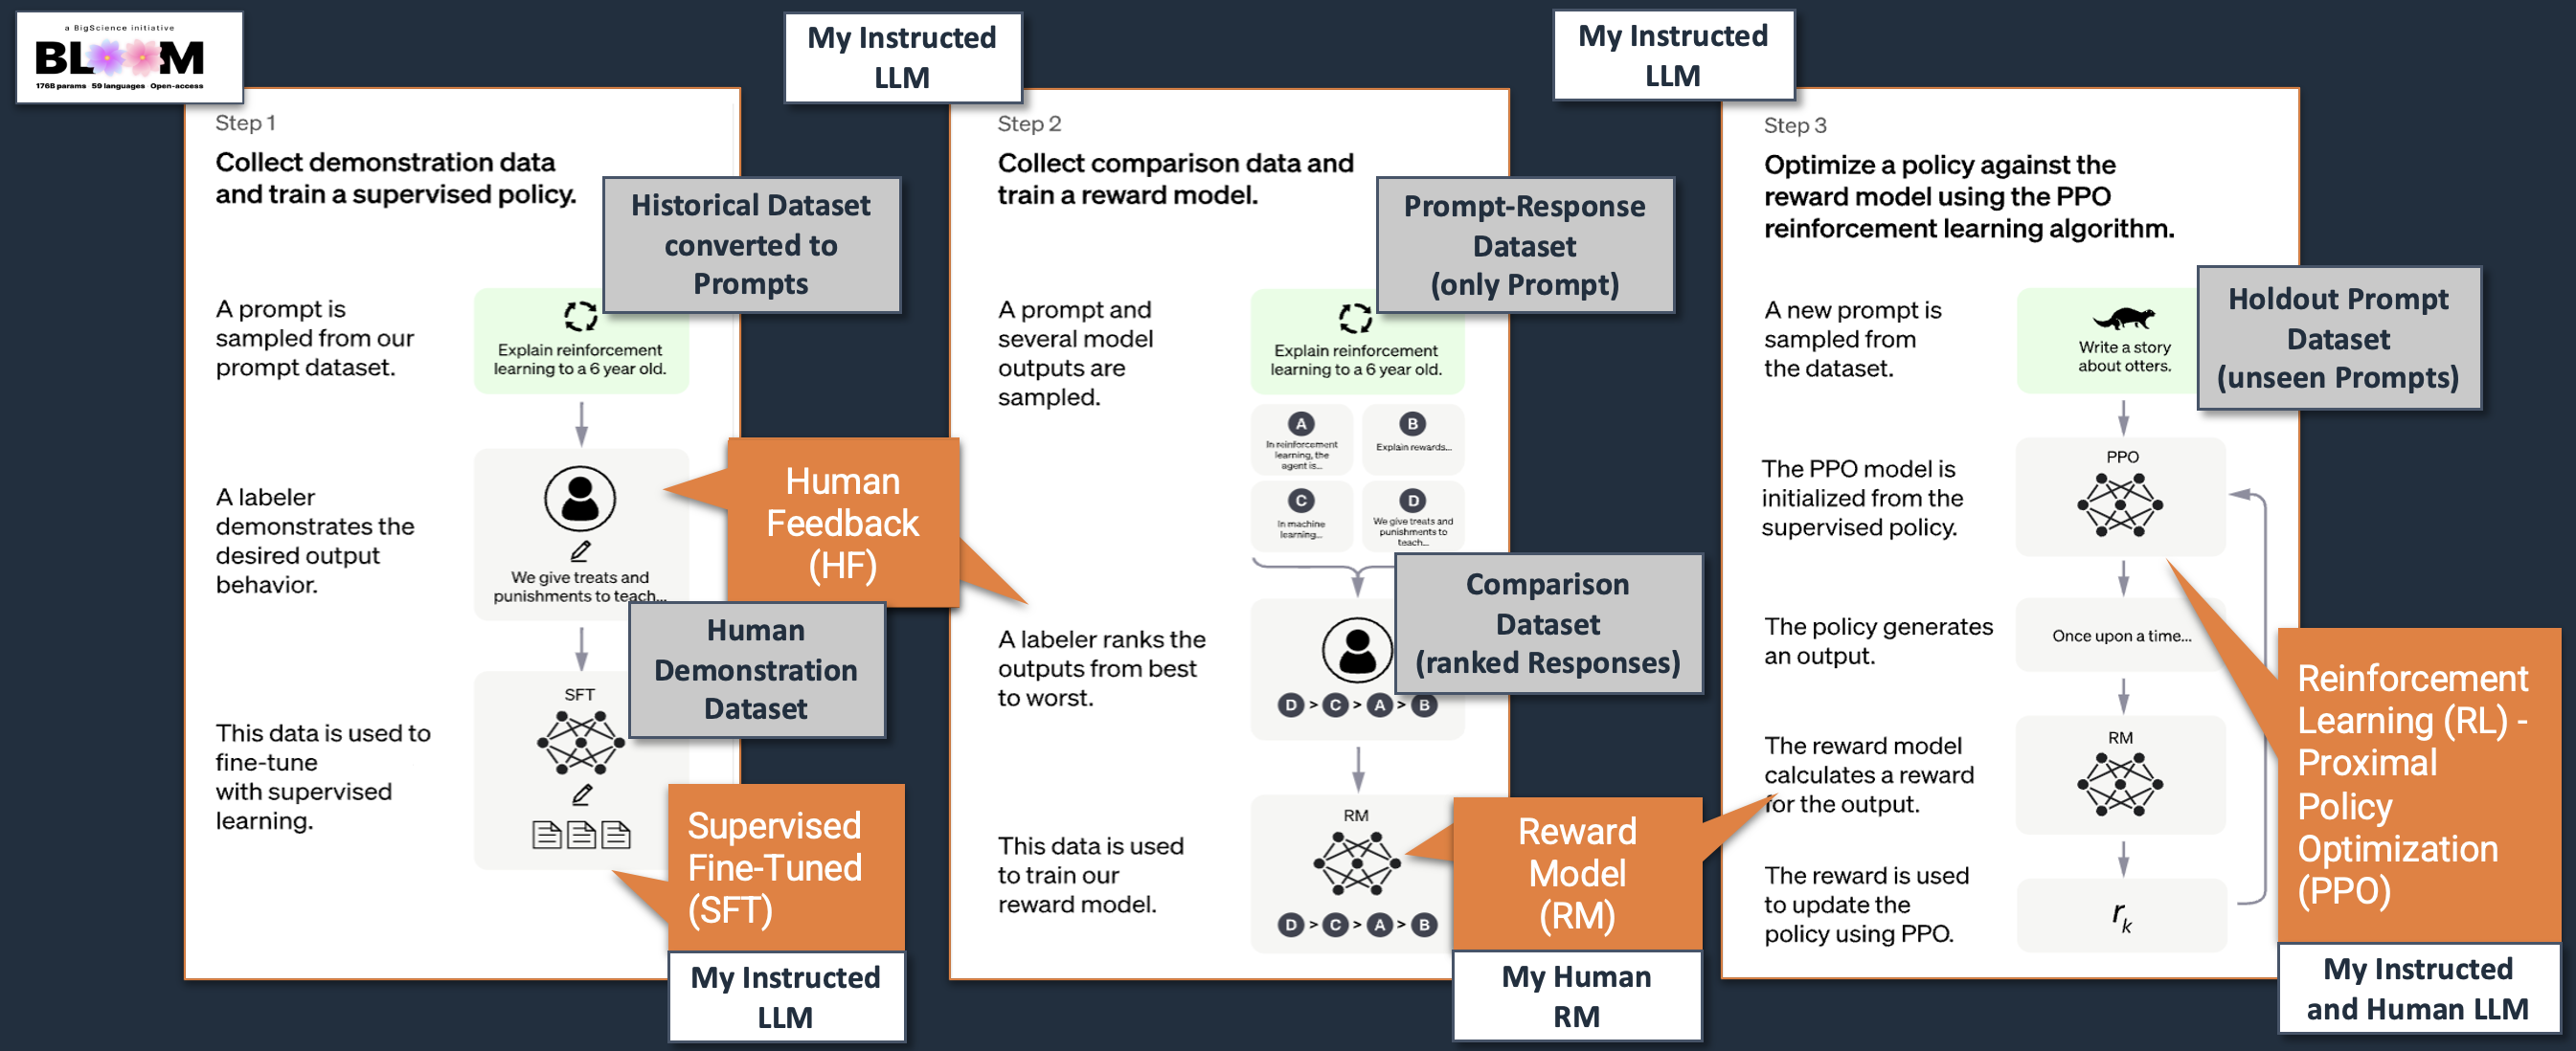 a BigScience initiative
BLOOM
176B params 59 languages Open-access
My Instructed
LLM
My Instructed
LLM
Step 1
Collect demonstration data
and train a supervised policy.
Historical Dataset
converted to
Prompts
A prompt is
sampled from our
prompt dataset.
Explain reinforcement
learning to a 6 year old.
A labeler
demonstrates the
desired output
behavior.
We give treats and
punishments to teach...
Human
Feedback
(HF)
Human
Demonstration
Dataset
This data is used to
fine-tune
with supervised
learning.
SFT
Supervised
Fine-Tuned
(SFT)
My Instructed
LLM
Step 2
Collect comparison data and
train a reward model.
Prompt-Response
Dataset
(only Prompt)
A prompt and
several model
outputs are
sampled.
Explain reinforcement
learning to a 6 year old.
A
In reinforcement
learning, the
agent is...
B
Explain rewards...
C
In machine
learning...
D
We give treats and
punishments to
teach...
Comparison
Dataset
(ranked Responses)
A labeler ranks the
outputs from best
to worst.
D > C > A > B
This data is used
to train our
reward model.
RM
D > C > A > B
Reward
Model
(RM)
My Human
RM
Step 3
Optimize a policy against the
reward model using the PPO
reinforcement learning algorithm.
A new prompt is
sampled from
the dataset.
Write a story
about otters.
Holdout Prompt
Dataset
(unseen Prompts)
The PPO model is
initialized from the
supervised policy.
PPO
The policy generates
an output.
Once upon a time...
The reward model
calculates a reward
for the output.
RM
The reward is used
to update the
policy using PPO.
rk
Reinforcement
Learning (RL) -
Proximal
Policy
Optimization
(PPO)
My Instructed
and Human LLM